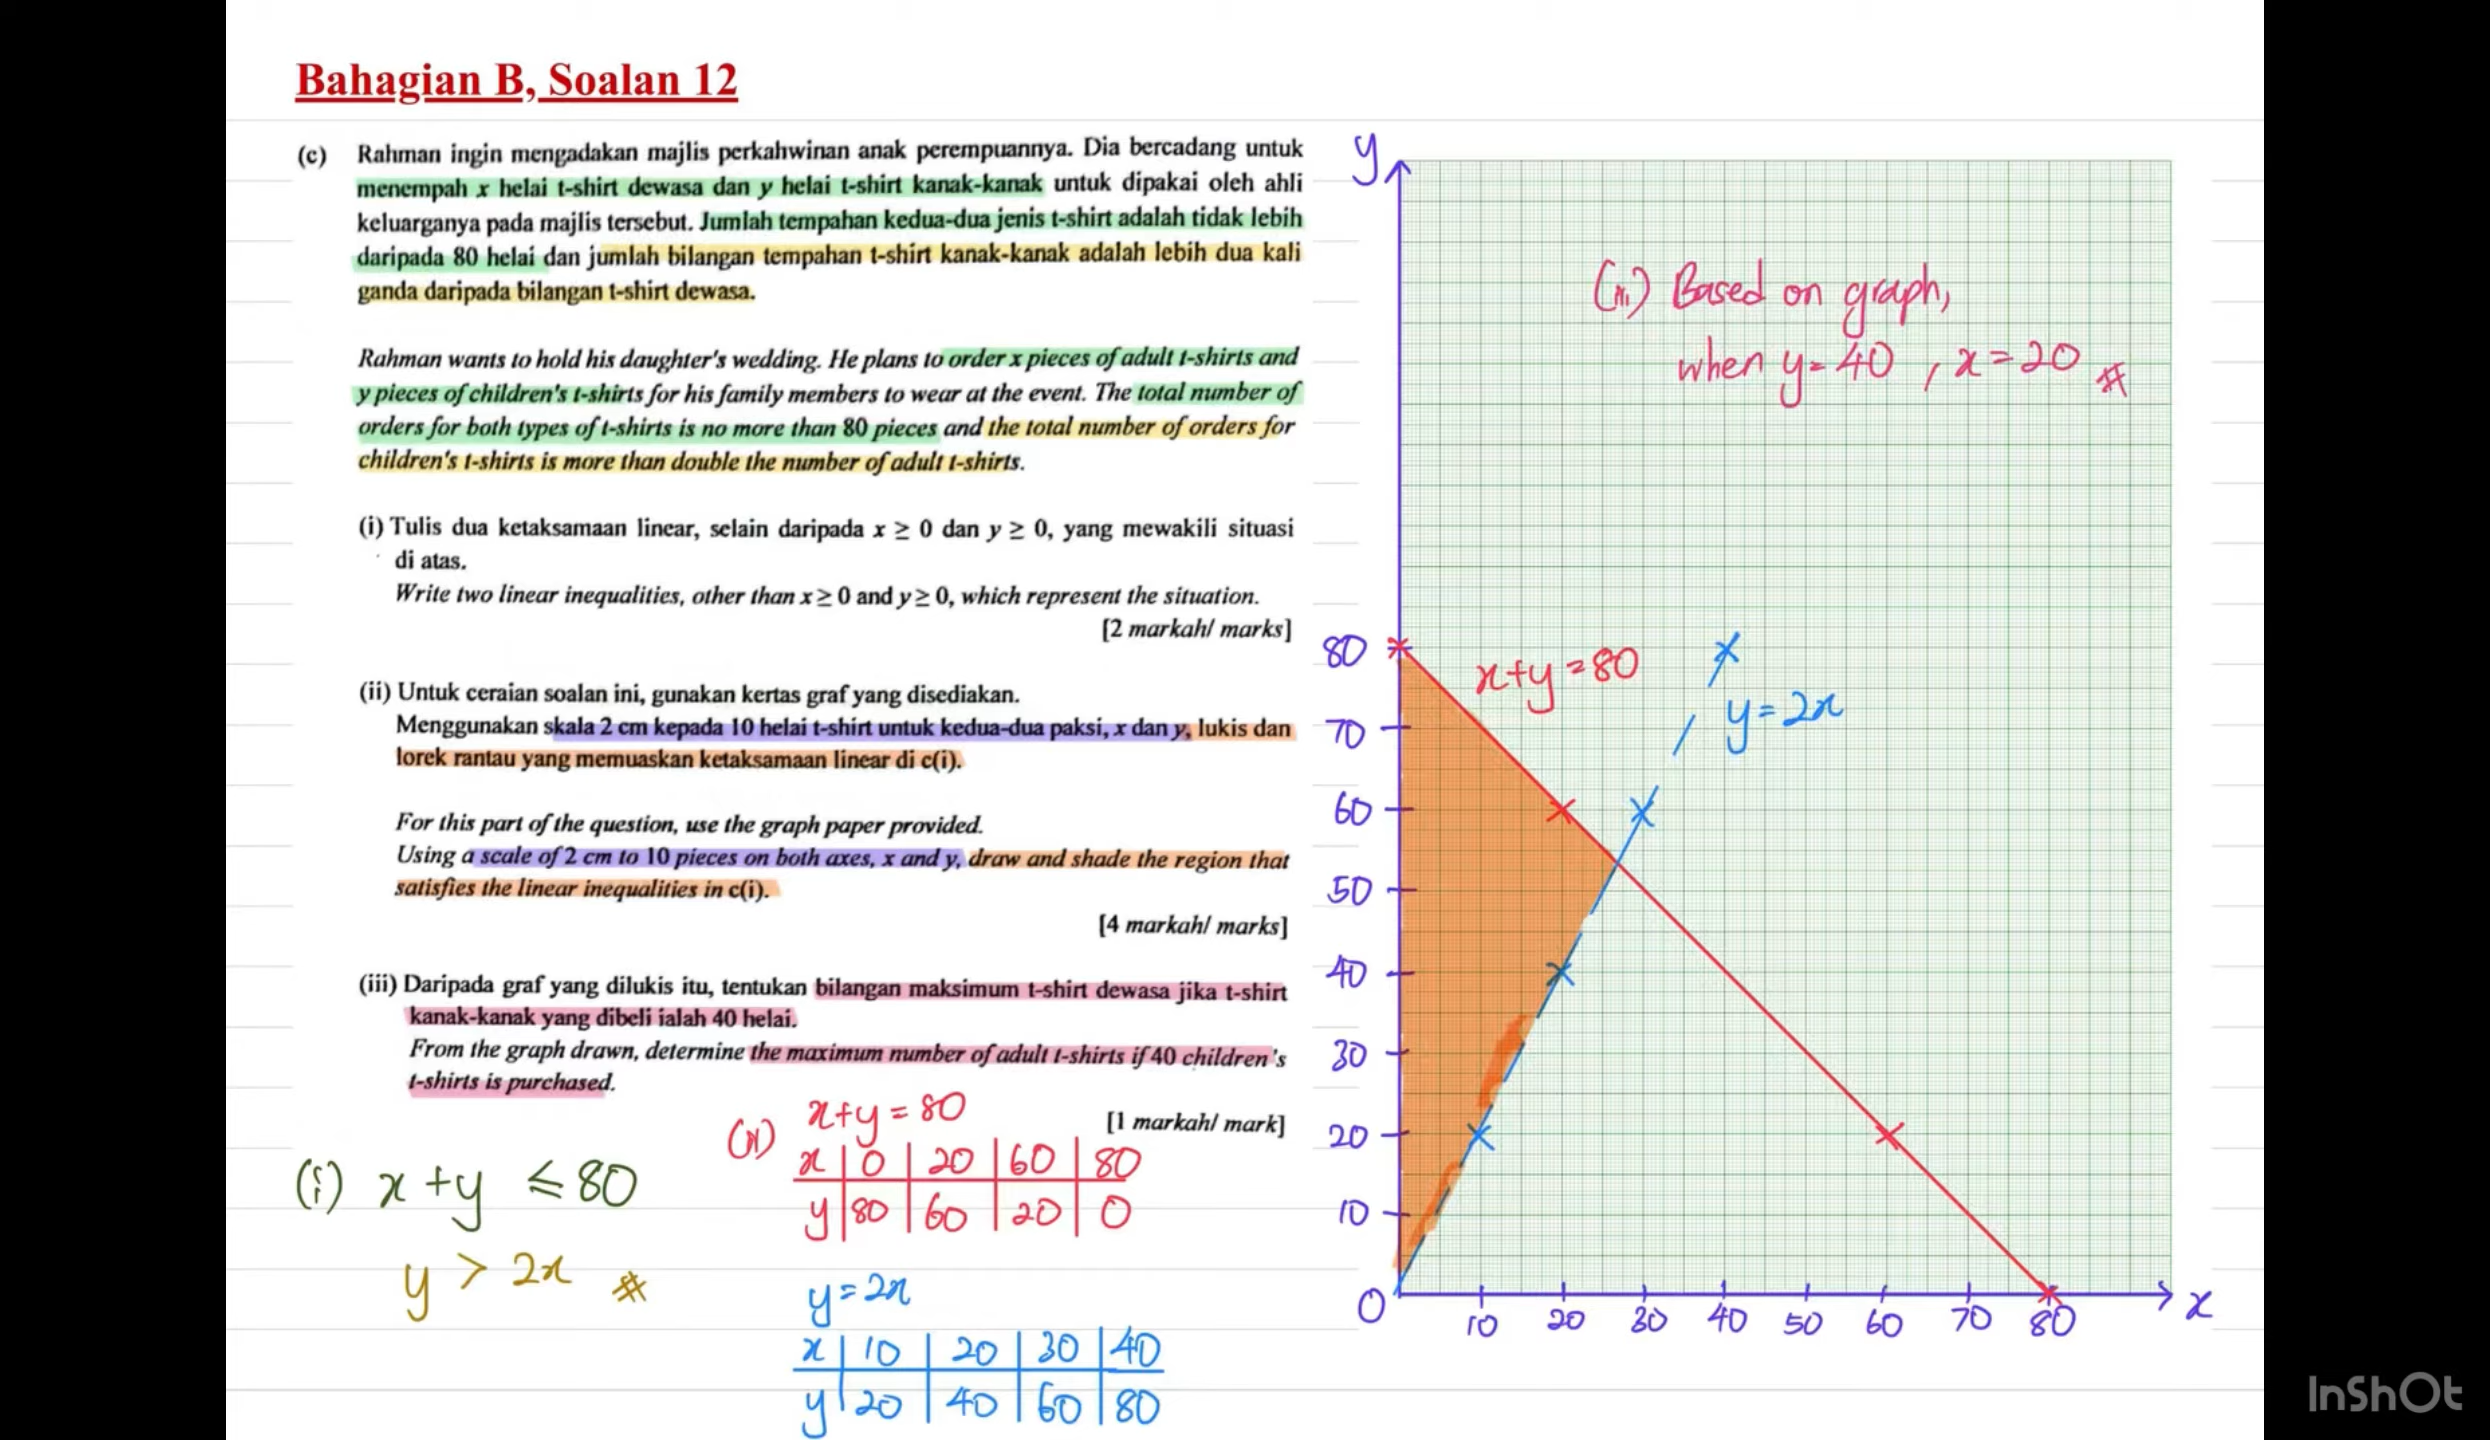 Bahagian B, Soalan 12
(c) Rahman ingin mengadakan majlis perkahwinan anak perempuannya. Dia bercadang untuk
menempah x helai t-shirt dewasa dan y helai t-shirt kanak-kanak untuk dipakai oleh ahli
keluarganya pada majlis tersebut. Jumlah tempahan kedua-dua jenis t-shirt adalah tidak lebih
daripada 80 helai dan jumlah bilangan tempahan t-shirt kanak-kanak adalah lebih dua kali
ganda daripada bilangan t-shirt dewasa.
Rahman wants to hold his daughter's wedding. He plans to order x pieces of adult t-shirts and
y pieces of children's t-shirts for his family members to wear at the event. The total number of
orders for both types of t-shirts is no more than 80 pieces and the total number of orders for
children's t-shirts is more than double the number of adult t-shirts.
(i) Tulis dua ketaksamaan linear, selain daripada x ≥ 0 dan y ≥ 0, yang mewakili situasi
di atas.
Write two linear inequalities, other than x ≥ 0 and y ≥ 0, which represent the situation.
[2 markah/ marks]
(ii) Untuk ceraian soalan ini, gunakan kertas graf yang disediakan.
Menggunakan skala 2 cm kepada 10 helai t-shirt untuk kedua-dua paksi, x dan y, lukis dan
lorek rantau yang memuaskan ketaksamaan linear di c(i).
For this part of the question, use the graph paper provided.
Using a scale of 2 cm to 10 pieces on both axes, x and y, draw and shade the region that
satisfies the linear inequalities in c(i).
[4 markah/ marks]
(iii) Daripada graf yang dilukis itu, tentukan bilangan maksimum t-shirt dewasa jika t-shirt
kanak-kanak yang dibeli ialah 40 helai.
From the graph drawn, determine the maximum number of adult t-shirts if 40 children's
t-shirts is purchased.
[1 markah/ mark]
(i) x + y ≤ 80
y > 2x #
(ii) x+y = 80
x 0 20 60 80
y 80 60 20 0
y = 2x
x 10 20 30 40
y 20 40 60 80
y
(iii) Based on graph,
when y = 40 , x = 20 #
x+y = 80
y = 2x
80
70
60
50
40
30
20
10
0
10 20 30 40 50 60 70 80 x
InShOt